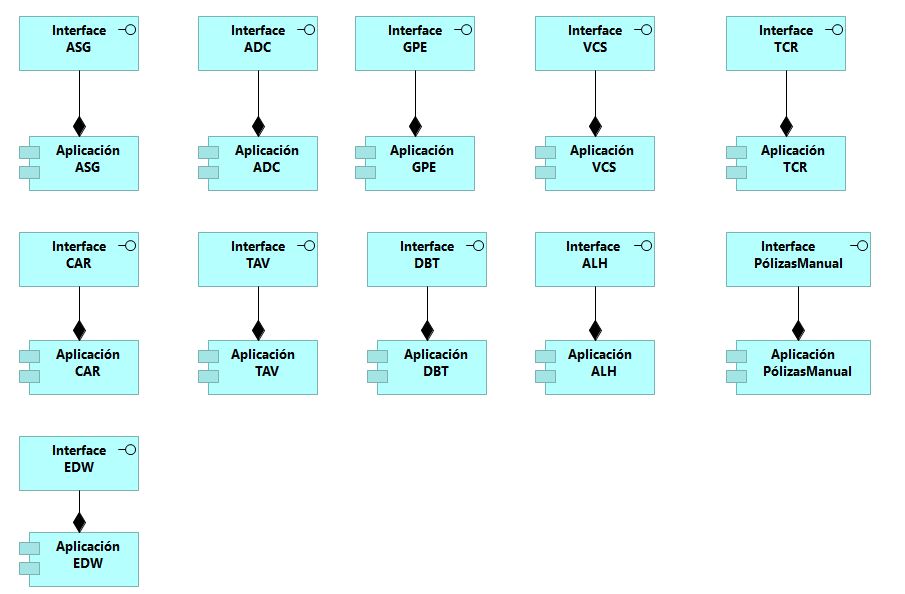 Interface
ASG
Interface
ADC
Interface
GPE
Interface
VCS
Interface
TCR
Aplicación
ASG
Aplicación
ADC
Aplicación
GPE
Aplicación
VCS
Aplicación
TCR
Interface
CAR
Interface
TAV
Interface
DBT
Interface
ALH
Interface
PólizasManual
Aplicación
CAR
Aplicación
TAV
Aplicación
DBT
Aplicación
ALH
Aplicación
PólizasManual
Interface
EDW
Aplicación
EDW